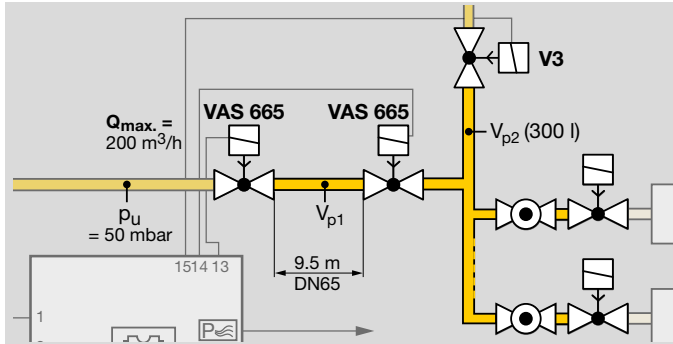 V3
Qmax. =
200 m³/h
VAS 665
VAS 665
Vp2 (300 l)
pu
= 50 mbar
Vp1
9.5 m
DN65
15 14 13
1
P